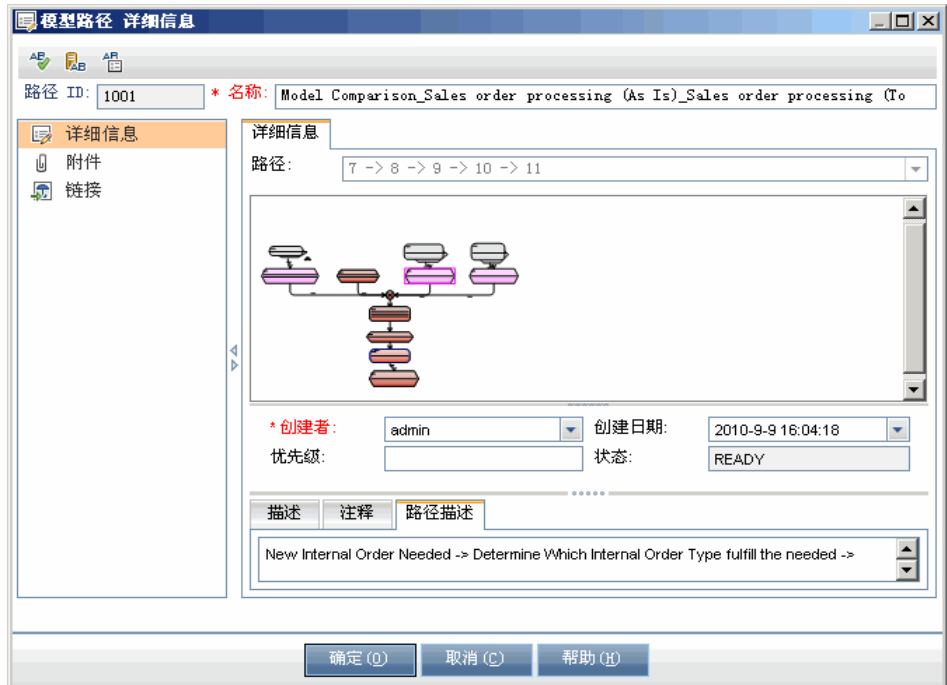 模型路径 详细信息
路径 ID: 1001 * 名称: Model Comparison_Sales order processing (As Is)_Sales order processing (To
详细信息
附件
链接
详细信息
路径: 7 -> 8 -> 9 -> 10 -> 11
*创建者: admin 创建日期: 2010-9-9 16:04:18
优先级: 状态: READY
描述 注释 路径描述
New Internal Order Needed -> Determine Which Internal Order Type fulfill the needed ->
确定(O) 取消(C) 帮助(H)